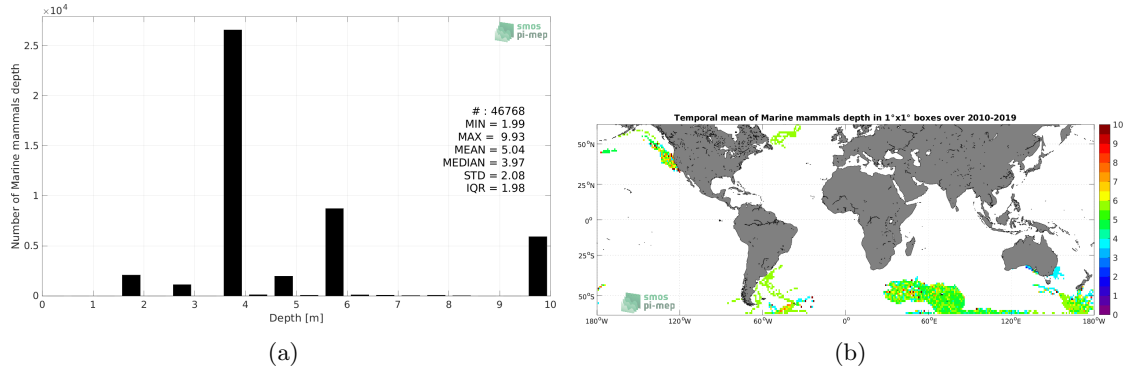 2.5
2
1.5
1
0.5
0
×10⁴
Number of Marine mammals depth
0 1 2 3 4 5 6 7 8 9 10
Depth [m]
smos
pi-mep
# : 46768
MIN = 1.99
MAX = 9.93
MEAN = 5.04
MEDIAN = 3.97
STD = 2.08
IQR = 1.98
(a)
Temporal mean of Marine mammals depth in 1°x1° boxes over 2010-2019
50°N
25°N
0°
25°S
50°S
180°W 120°W 60°W 0° 60°E 120°E 180°E
smos
pi-mep
10
9
8
7
6
5
4
3
2
1
0
(b)